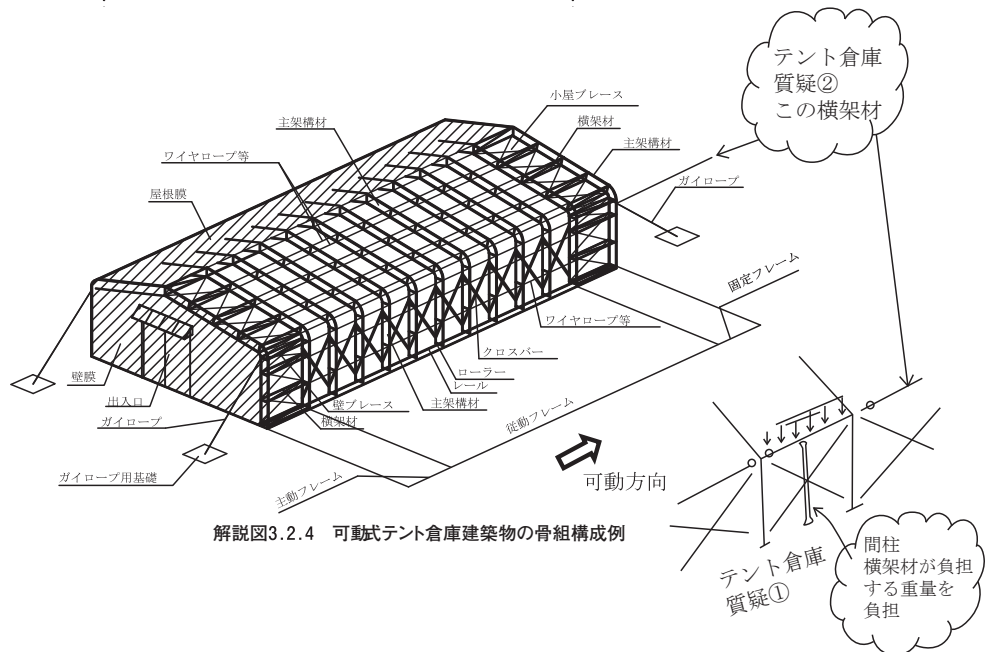 テント倉庫
質疑②
この横架材
小屋ブレース
横架材
主架構材
主架構材
ワイヤロープ等
ガイロープ
屋根膜
固定フレーム
ワイヤロープ等
クロスバー
ローラー
レール
主架構材
壁膜
出入口
壁ブレース
横架材
ガイロープ
従動フレーム
ガイロープ用基礎
主動フレーム
可動方向
解説図3.2.4 可動式テント倉庫建築物の骨組構成例
テント倉庫
質疑①
間柱
横架材が負担
する重量を
負担